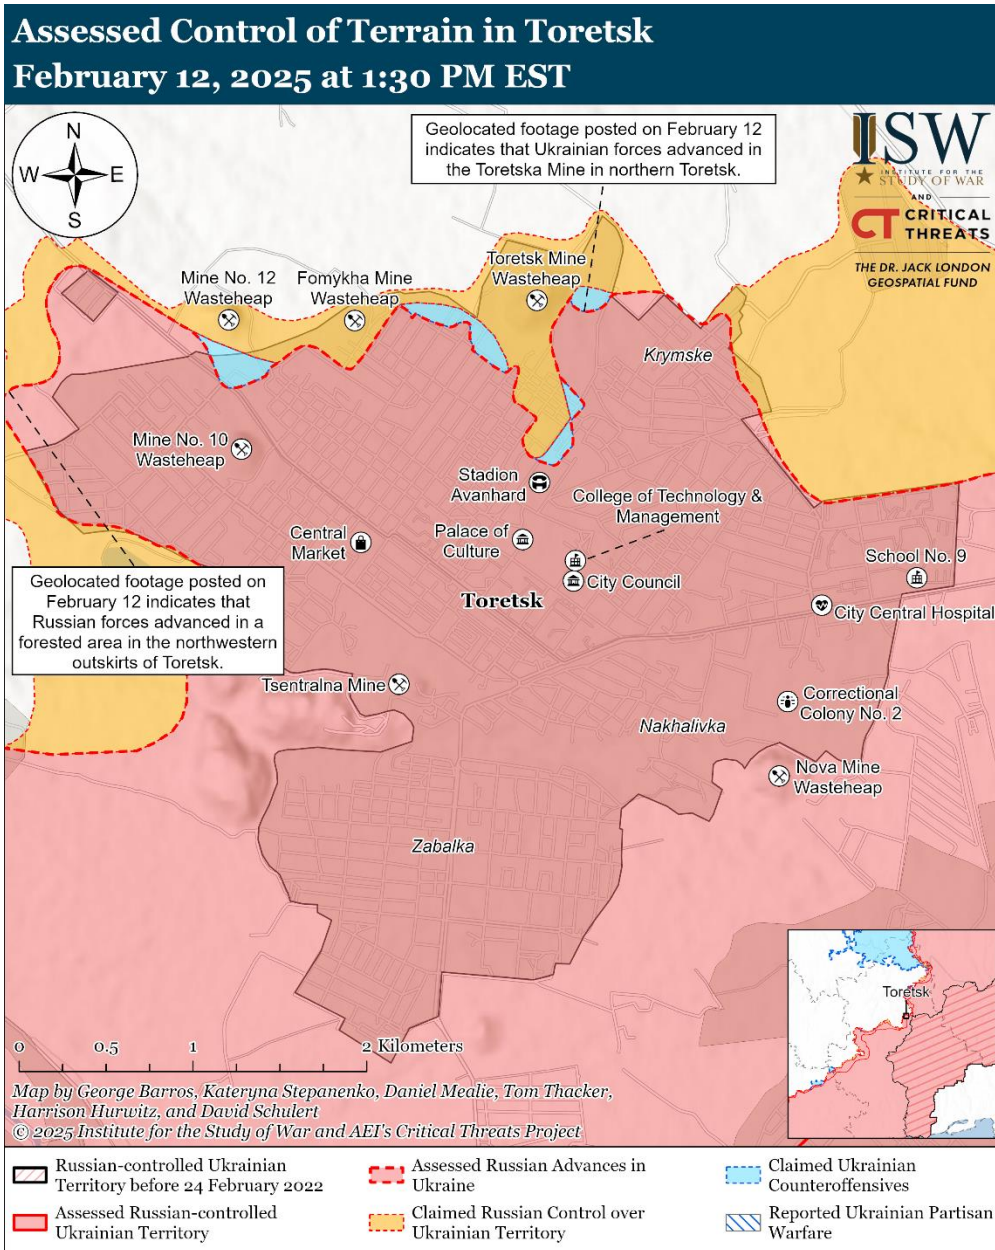 Assessed Control of Terrain in Toretsk
February 12, 2025 at 1:30 PM EST
N
W
E
S
Geolocated footage posted on February 12
indicates that Ukrainian forces advanced in
the Toretska Mine in northern Toretsk.
ISW
INSTITUTE FOR THE
STUDY OF WAR
AND
CT CRITICAL
THREATS
THE DR. JACK LONDON
GEOSPATIAL FUND
Mine No. 12
Wasteheap
Fomykha Mine
Wasteheap
Toretsk Mine
Wasteheap
Krymske
Mine No. 10
Wasteheap
Stadion
Avanhard
College of Technology &
Management
Central
Market
Palace of
Culture
School No. 9
City Council
Toretsk
City Central Hospital
Geolocated footage posted on
February 12 indicates that
Russian forces advanced in a
forested area in the northwestern
outskirts of Toretsk.
Tsentralna Mine
Correctional
Colony No. 2
Nakhalivka
Nova Mine
Wasteheap
Zabalka
Toretsk
0 0.5 1 2 Kilometers
Map by George Barros, Kateryna Stepanenko, Daniel Mealie, Tom Thacker,
Harrison Hurwitz, and David Schulert
© 2025 Institute for the Study of War and AEI's Critical Threats Project
Russian-controlled Ukrainian
Territory before 24 February 2022
Assessed Russian-controlled
Ukrainian Territory
Assessed Russian Advances in
Ukraine
Claimed Russian Control over
Ukrainian Territory
Claimed Ukrainian
Counteroffensives
Reported Ukrainian Partisan
Warfare